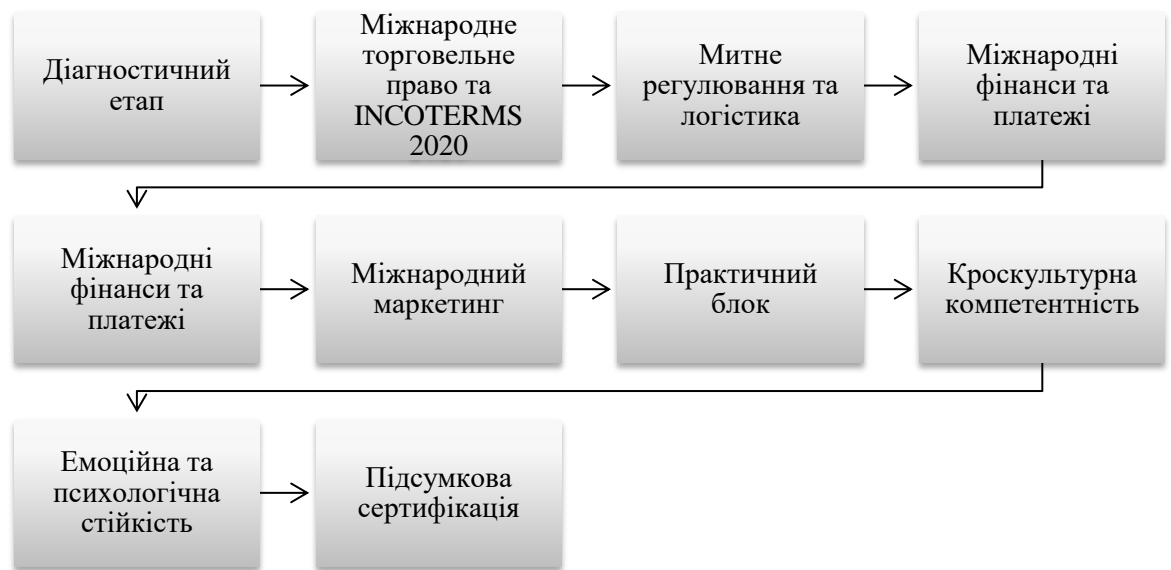 Діагностичний
етап
Міжнародне
торговельне
право та
INCOTERMS
2020
Митне
регулювання та
логістика
Міжнародні
фінанси та
платежі
Міжнародні
фінанси та
платежі
Міжнародний
маркетинг
Практичний
блок
Кроскультурна
компетентність
Емоційна та
психологічна
стійкість
Підсумкова
сертифікація